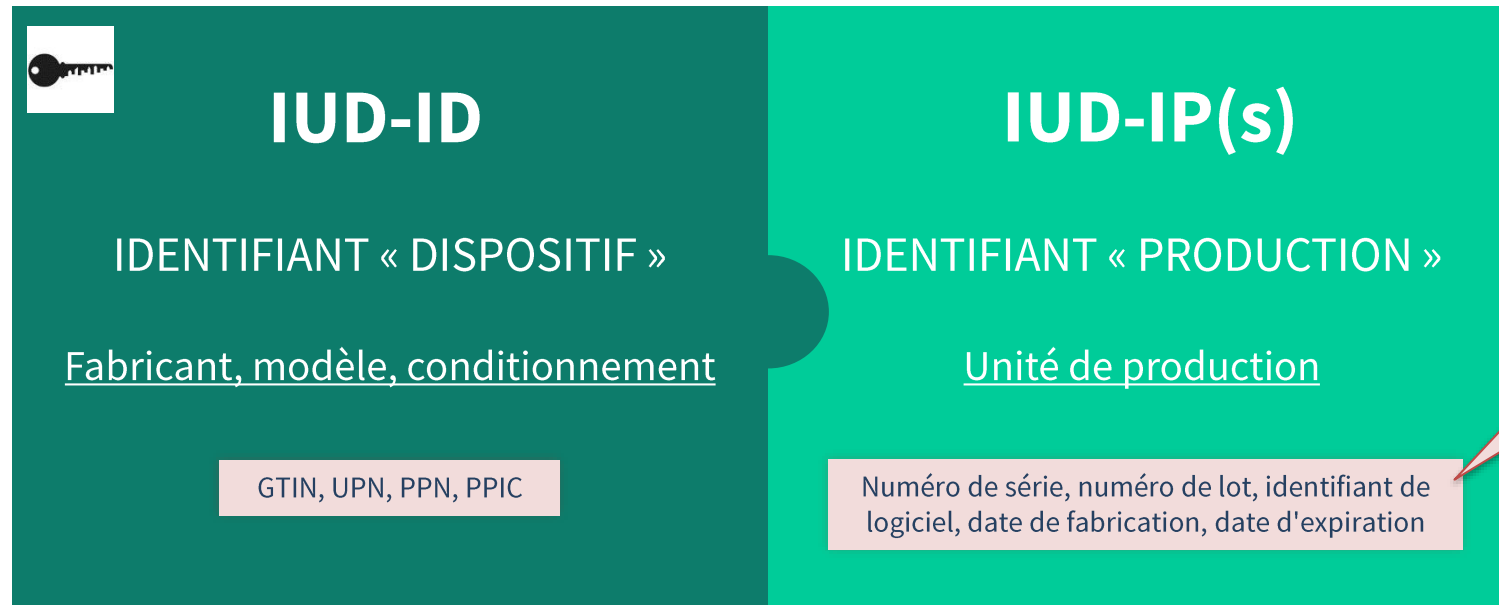 IUD-ID
IDENTIFIANT « DISPOSITIF »
Fabricant, modèle, conditionnement
GTIN, UPN, PPN, PPIC
IUD-IP(s)
IDENTIFIANT « PRODUCTION »
Unité de production
Numéro de série, numéro de lot, identifiant de
logiciel, date de fabrication, date d'expiration